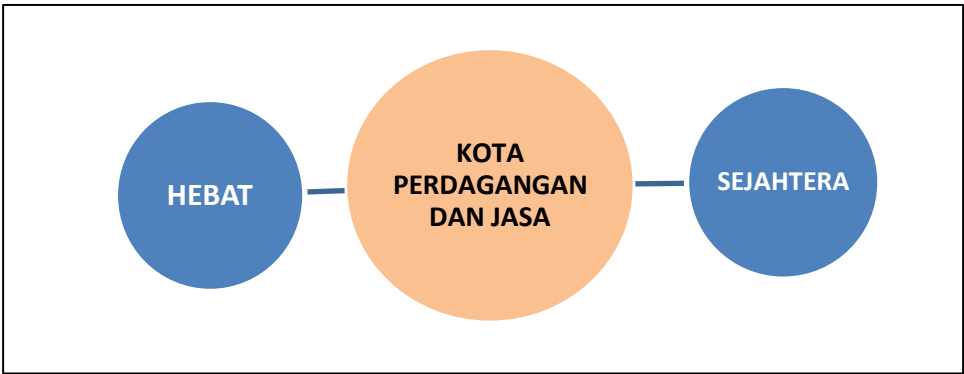 HEBAT
KOTA
PERDAGANGAN
DAN JASA
SEJAHTERA